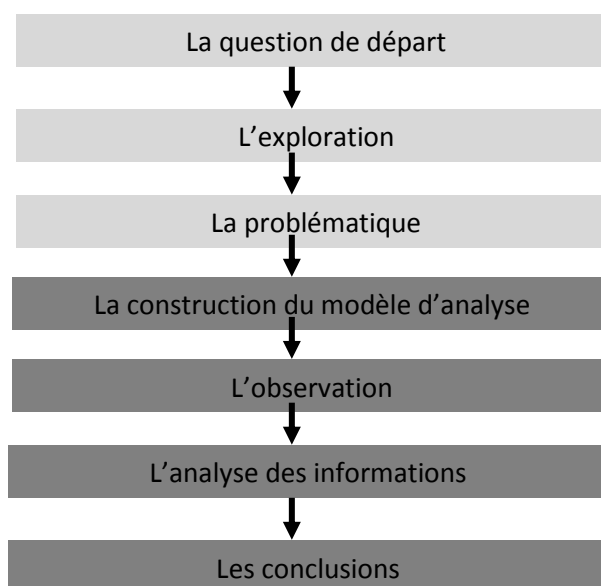 La question de départ
L’exploration
La problématique
La construction du modèle d’analyse
L’observation
L’analyse des informations
Les conclusions